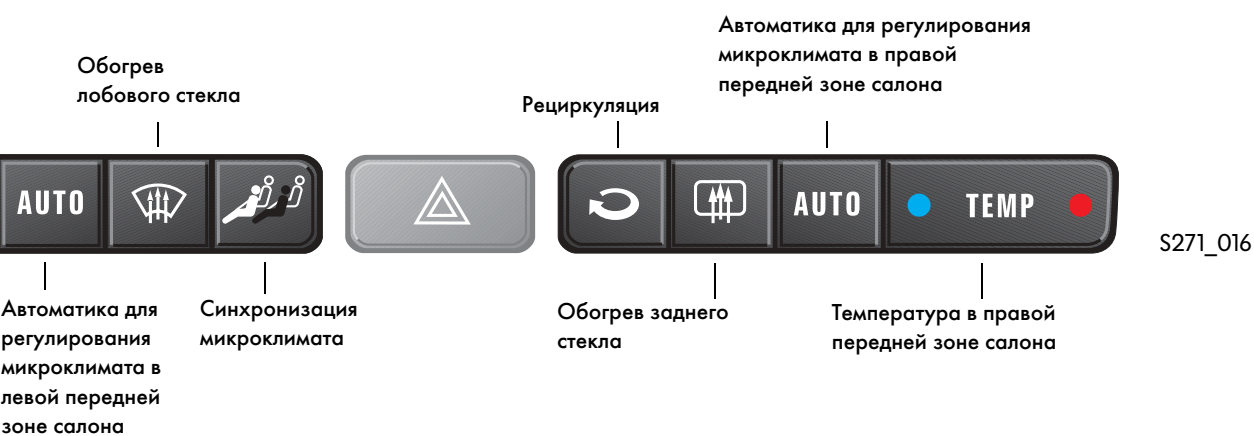 Автоматика для регулирования
микроклимата в правой
передней зоне салона
Обогрев
лобового стекла
Рециркуляция
AUTO
AUTO
TEMP
S271_016
Автоматика для
регулирования
микроклимата в
левой передней
зоне салона
Синхронизация
микроклимата
Обогрев заднего
стекла
Температура в правой
передней зоне салона